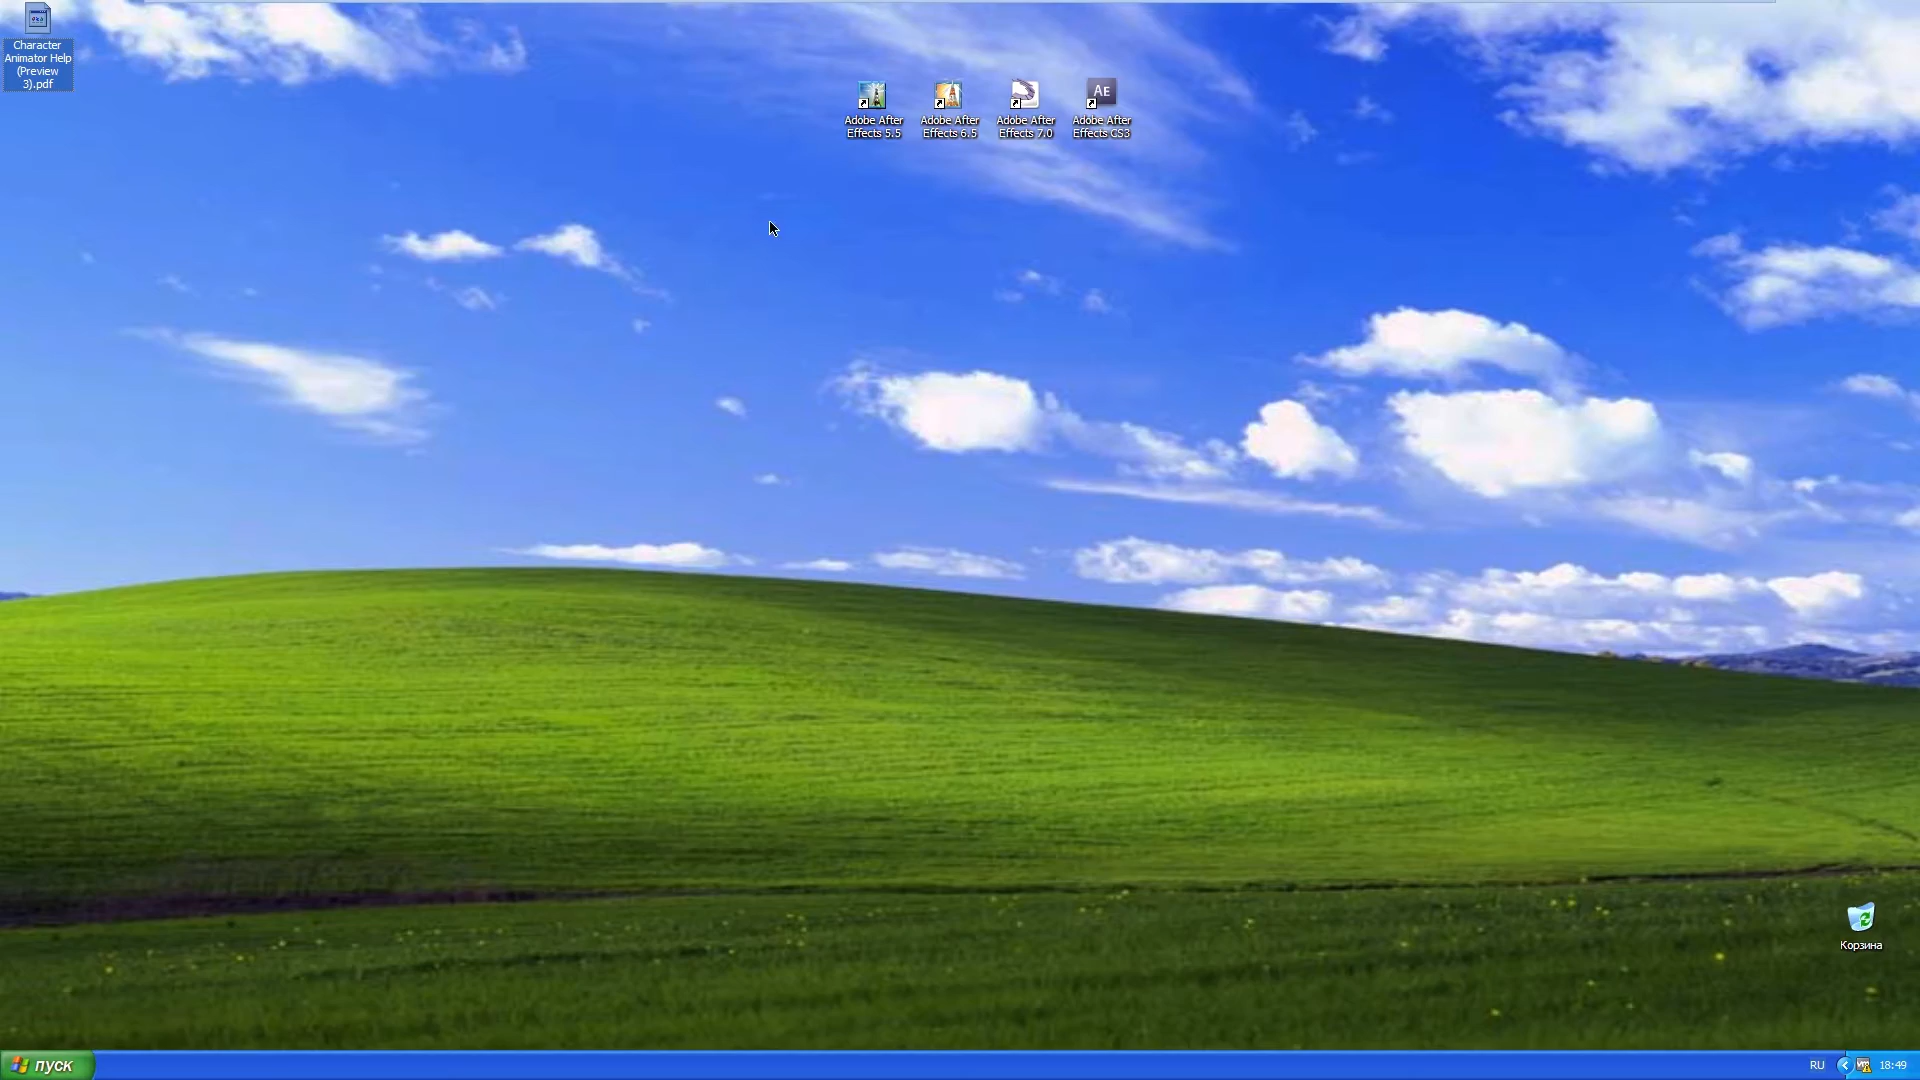 Character
Animator Help
(Preview
3).pdf
Adobe After
Effects 5.5
Adobe After
Effects 6.5
Adobe After
Effects 7.0
AE
Adobe After
Effects CS3
Корзина
пуск
RU
18:49